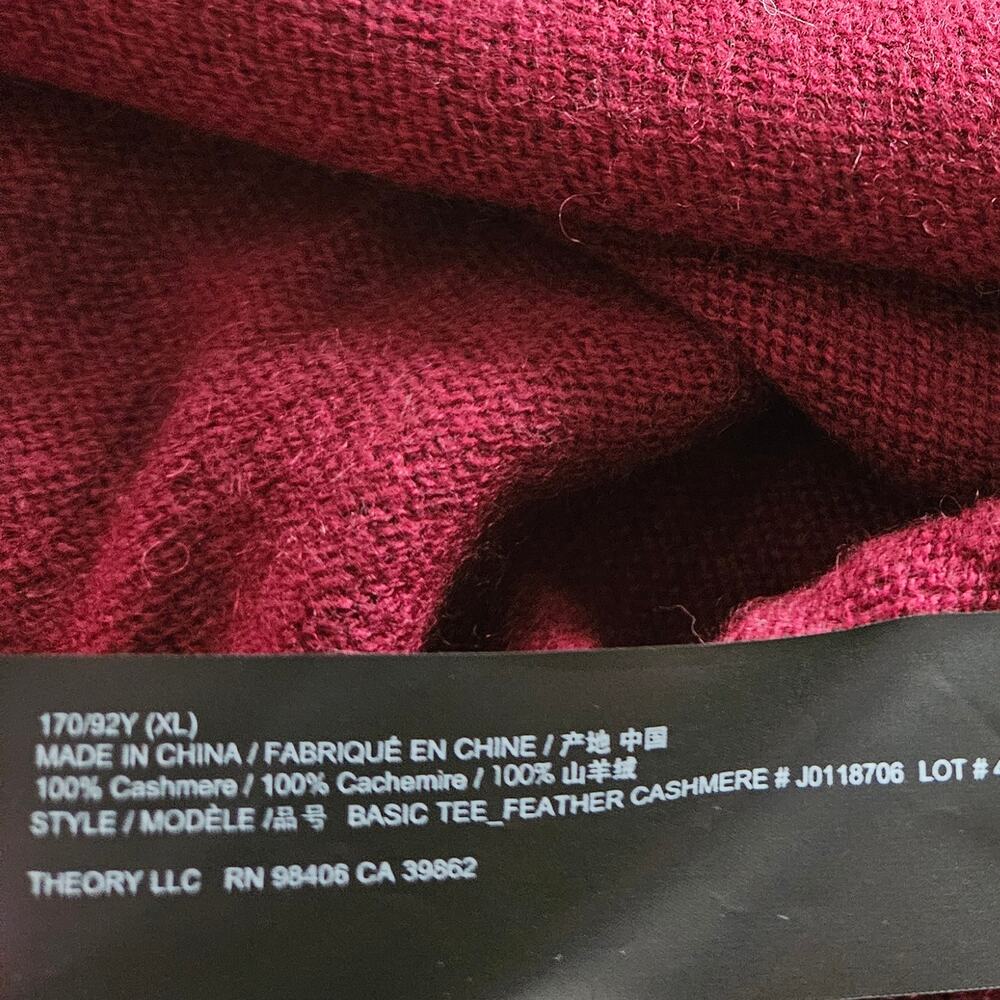 170/92Y (XL)
MADE IN CHINA / FABRIQUÉ EN CHINE / 产地 中国
100% Cashmere / 100% Cachemire / 100% 山羊绒
STYLE / MODÈLE /品号 BASIC TEE_FEATHER CASHMERE # J0118706 LOT #
THEORY LLC RN 98406 CA 39862